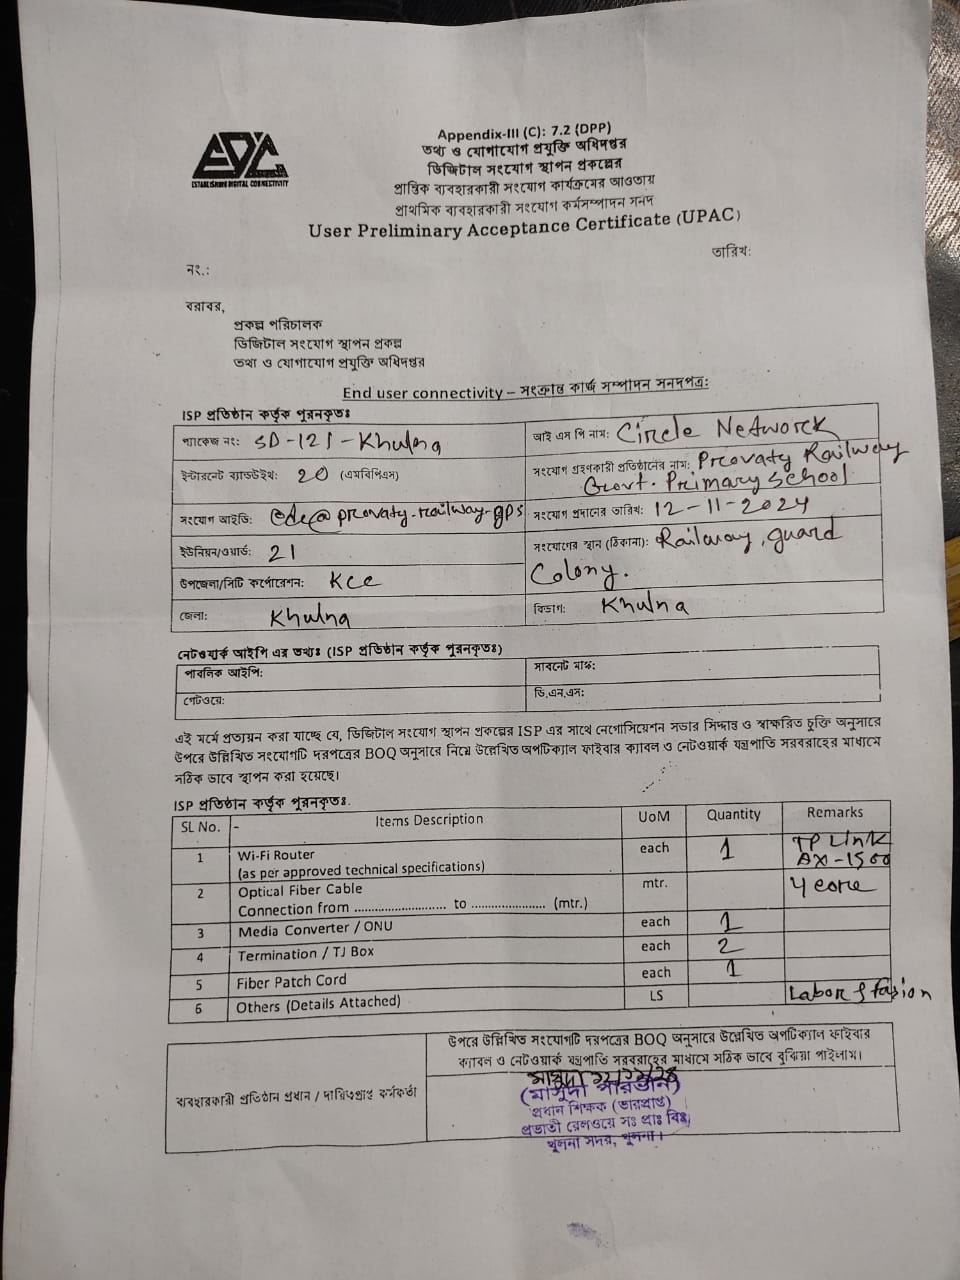 Appendix-III (C): 7.2 (DPP)
তথ্য ও যোগাযোগ প্রযুক্তি অধিদপ্তর
ডিজিটাল সংযোগ স্থাপন প্রকল্পের
প্রান্তিক ব্যবহারকারী সংযোগ কার্যক্রমের আওতায়
প্রাথমিক ব্যবহারকারী সংযোগ কর্মসম্পাদন সনদ
User Preliminary Acceptance Certificate (UPAC)
EDC
ESTABLISHING DIGITAL CONNECTIVITY
তারিখ:
নং.:
বরাবর,
প্রকল্প পরিচালক
ডিজিটাল সংযোগ স্থাপন প্রকল্প
তথ্য ও যোগাযোগ প্রযুক্তি অধিদপ্তর
End user connectivity – সংক্রান্ত কার্জ সম্পাদন সনদপত্র:
ISP প্রতিষ্ঠান কর্তৃক পূরনকৃতঃ
প্যাকেজ নং: SD-121-Khulna আই এস পি নাম: Circle Networck
ইন্টারনেট ব্যান্ডউইথ: 20 (এমবিপিএস) সংযোগ গ্রহণকারী প্রতিষ্ঠানের নাম: Provaty Railway
Govt. Primary School
সংযোগ আইডি: edc@provaty-railway-gps সংযোগ প্রদানের তারিখ: 12-11-2024
ইউনিয়ন/ওয়ার্ড: 21 সংযোগের স্থান (ঠিকানা): Railway, guard
উপজেলা/সিটি কর্পোরেশন: Kcc Colony.
জেলা: Khulna বিভাগ: Khulna
নেটওয়ার্ক আইপি এর তথ্যঃ (ISP প্রতিষ্ঠান কর্তৃক পূরনকৃতঃ)
পাবলিক আইপি: সাবনেট মাস্ক:
গেটওয়ে: ডি,এন,এস:
এই মর্মে প্রত্যয়ন করা যাচ্ছে যে, ডিজিটাল সংযোগ স্থাপন প্রকল্পের ISP এর সাথে নেগোসিয়েশন সভার সিদ্দান্ত ও স্বাক্ষরিত চুক্তি অনুসারে
উপরে উল্লিখিত সংযোগটি দরপত্রের BOQ অনুসারে নিম্নে উল্লেখিত অপটিক্যাল ফাইবার ক্যাবল ও নেটওয়ার্ক যন্ত্রপাতি সরবরাহের মাধ্যমে
সঠিক ভাবে স্থাপন করা হয়েছে।
ISP প্রতিষ্ঠান কর্তৃক পূরনকৃতঃ.
SL No. - Items Description UoM Quantity Remarks
1 Wi-Fi Router each 1 TP Link
(as per approved technical specifications) AX-1500
2 Optical Fiber Cable mtr. 4 core
Connection from .......................... to ..................... (mtr.)
3 Media Converter / ONU each 1
4 Termination / TJ Box each 2
5 Fiber Patch Cord each 1
6 Others (Details Attached) LS Labor &
উপরে উল্লিখিত সংযোগটি দরপত্রের BOQ অনুসারে উল্লেখিত অপটিক্যাল ফাইবার
ক্যাবল ও নেটওয়ার্ক যন্ত্রপাতি সরবরাহের মাধ্যমে সঠিক ভাবে বুঝিয়া পাইলাম।
ব্যবহারকারী প্রতিষ্ঠান প্রধান / দায়িত্বপ্রাপ্ত কর্মকর্তা
মাসুদা
(মাসুদা পারভীন)
প্রধান শিক্ষক (ভারপ্রাপ্ত)
প্রভাতী রেলওয়ে সঃ প্রাঃ বিঃ
খুলনা সদর, খুলনা।